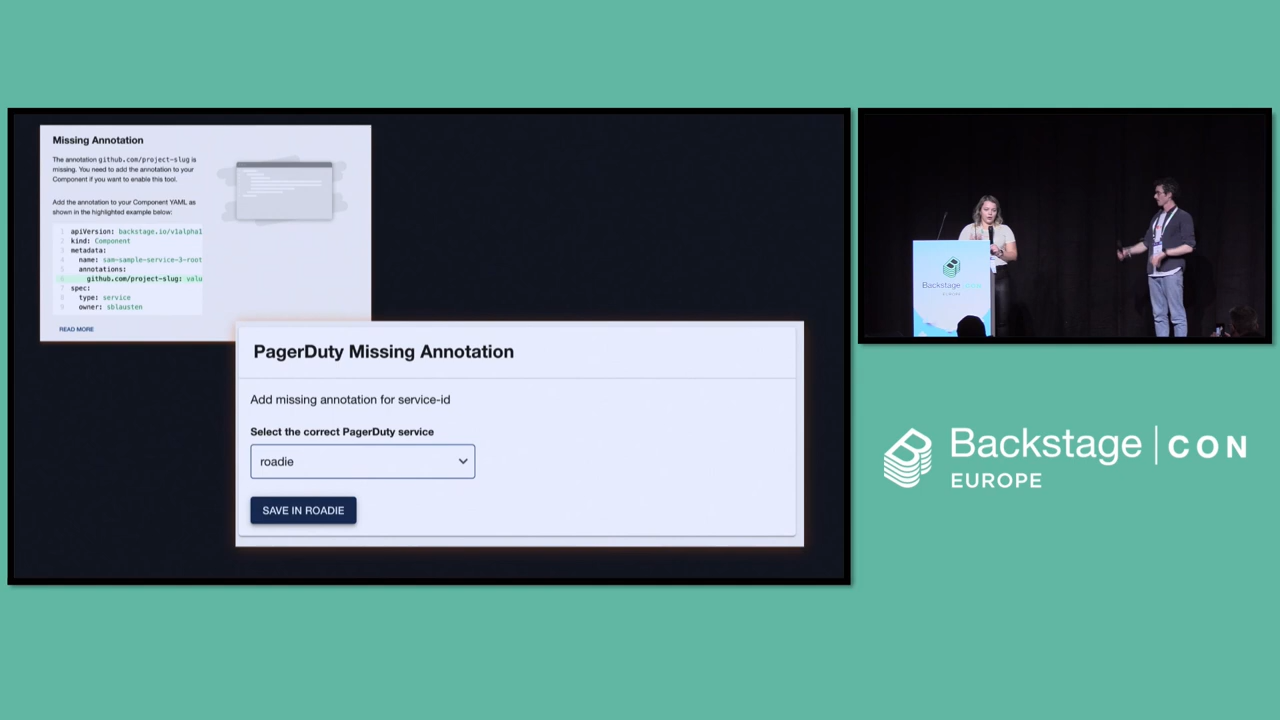 Missing Annotation
The annotation github.com/project-slug is
missing. You need to add the annotation to your
Component if you want to enable this tool.
Add the annotation to your Component YAML as
shown in the highlighted example below:
1 apiVersion: backstage.io/v1alpha1
2 kind: Component
3 metadata:
4 name: sam-sample-service-3-root
5 annotations:
6 github.com/project-slug: valu
7 spec:
8 type: service
9 owner: sblausten
READ MORE
PagerDuty Missing Annotation
Add missing annotation for service-id
Select the correct PagerDuty service
roadie
SAVE IN ROADIE
Backstage
EUROPE
Backstage CON
EUROPE